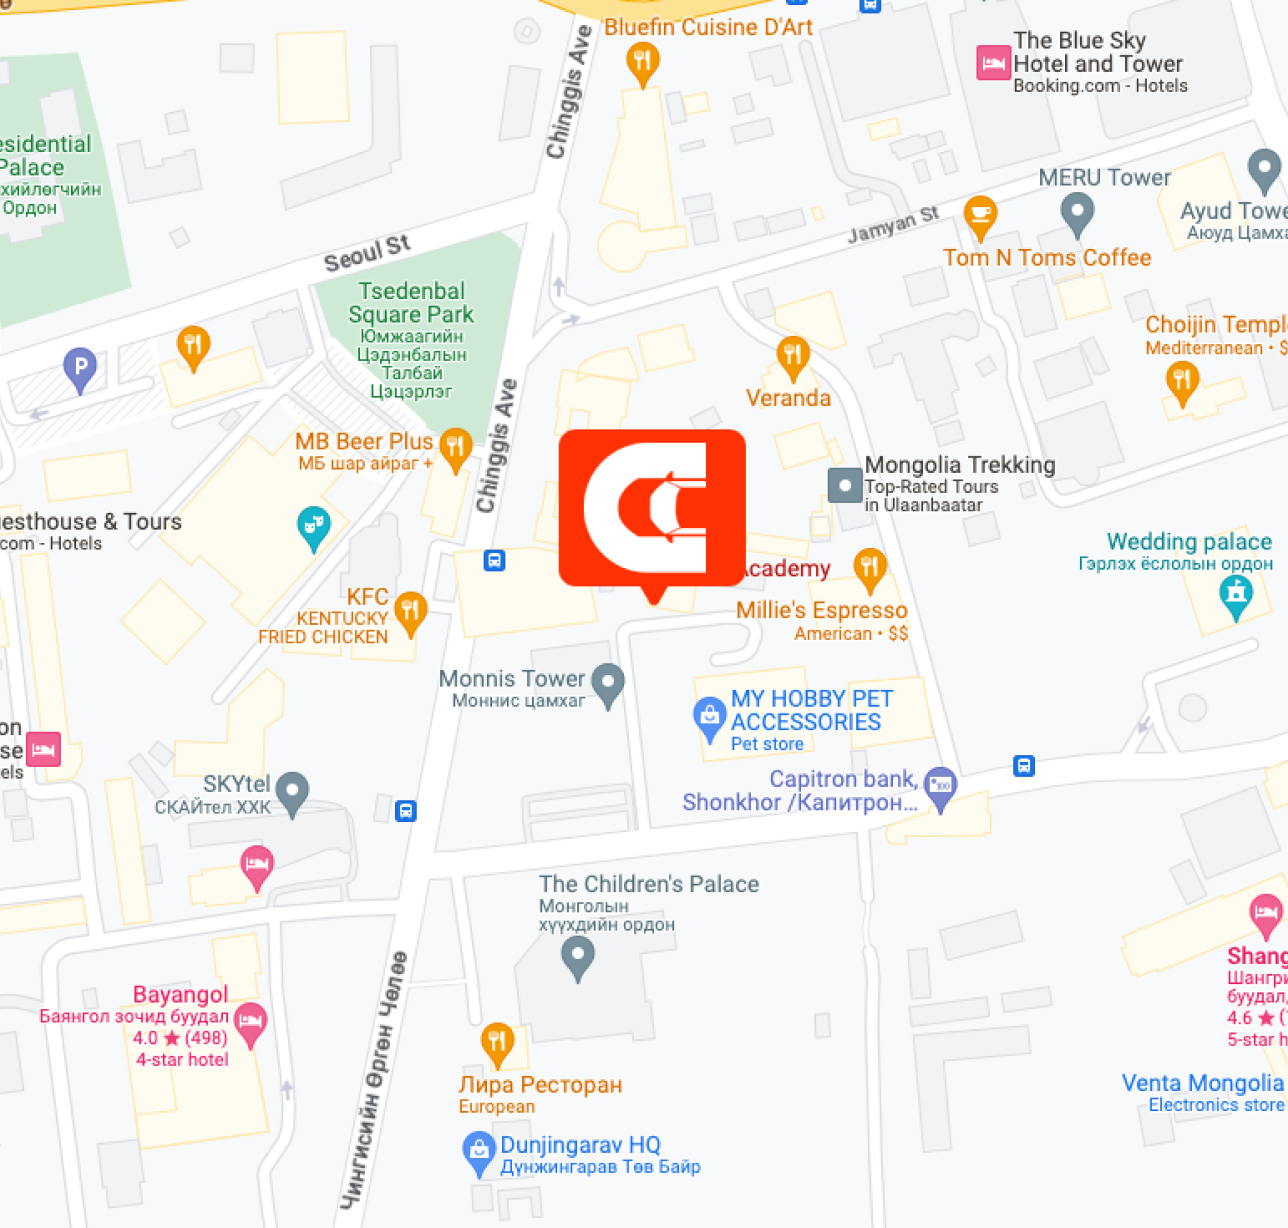 Bluefin Cuisine D'Art
The Blue Sky
Hotel and Tower
Booking.com - Hotels
Chinggis Ave
esidential
Palace
хийлөгчийн
Ордон
MERU Tower
Ayud Towe
Аюуд Цамха
Jamyan St
Seoul St
Tom N Toms Coffee
Tsedenbal
Square Park
Юмжаагийн
Цэдэнбалын
Талбай
Цэцэрлэг
Choijin Templ
Mediterranean • $
P
Veranda
Chinggis Ave
MB Beer Plus
МБ шар айраг +
Mongolia Trekking
Top-Rated Tours
in Ulaanbaatar
esthouse & Tours
com - Hotels
Wedding palace
Гэрлэх ёслолын ордон
Academy
KFC
KENTUCKY
FRIED CHICKEN
Millie's Espresso
American • $$
Monnis Tower
Моннис цамхаг
MY HOBBY PET
ACCESSORIES
Pet store
on
se
els
SKYtel
СКАЙтел ХХК
Capitron bank,
Shonkhor /Капитрон...
The Children's Palace
Монголын
хүүхдийн ордон
Чингисийн Өргөн Чөлөө
Shang
Шангри
буудал,
4.6 ★ (
5-star h
Bayangol
Баянгол зочид буудал
4.0 ★ (498)
4-star hotel
Лира Ресторан
European
Venta Mongolia
Electronics store
Dunjingarav HQ
Дүнжингарав Төв Байр